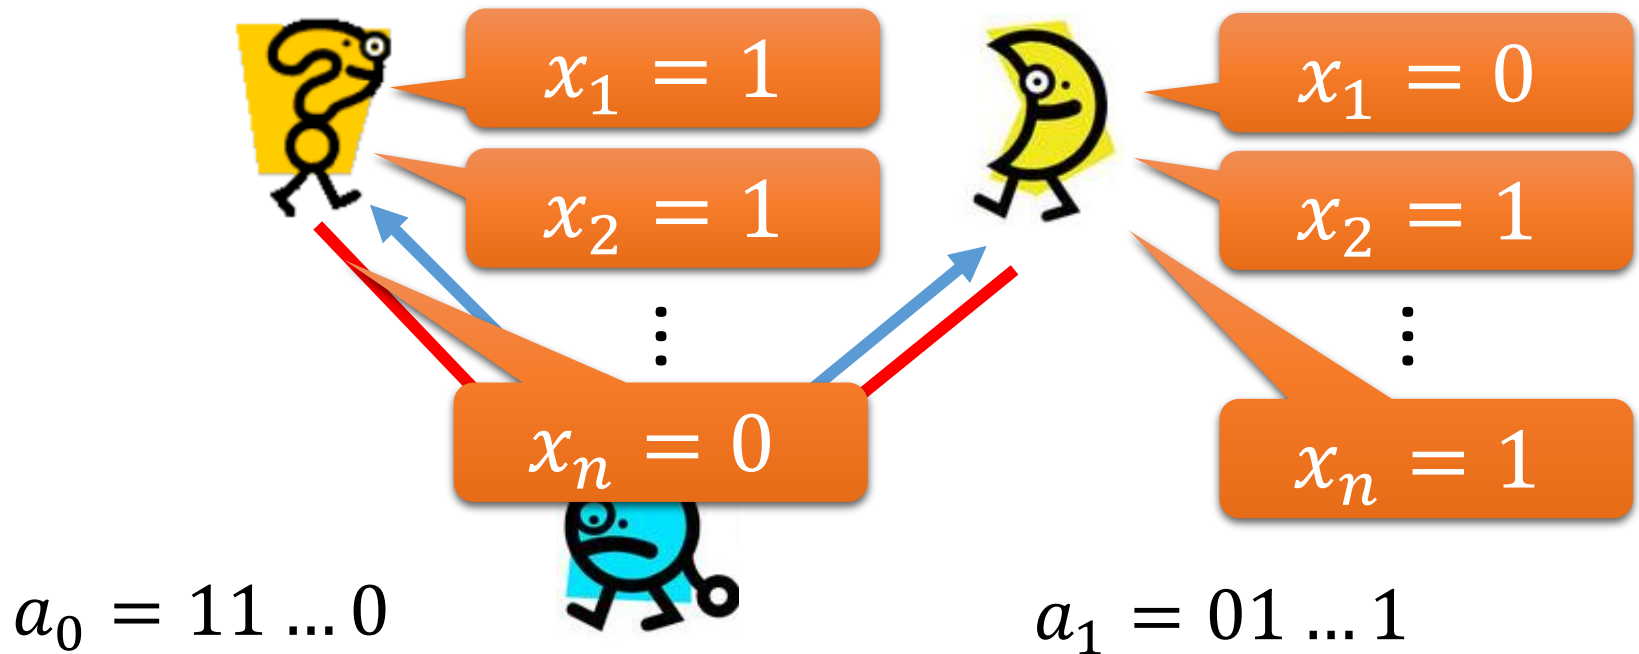 x₁ = 1
x₂ = 1
⋮
xₙ = 0
a₀ = 11 … 0
x₁ = 0
x₂ = 1
⋮
xₙ = 1
a₁ = 01 … 1